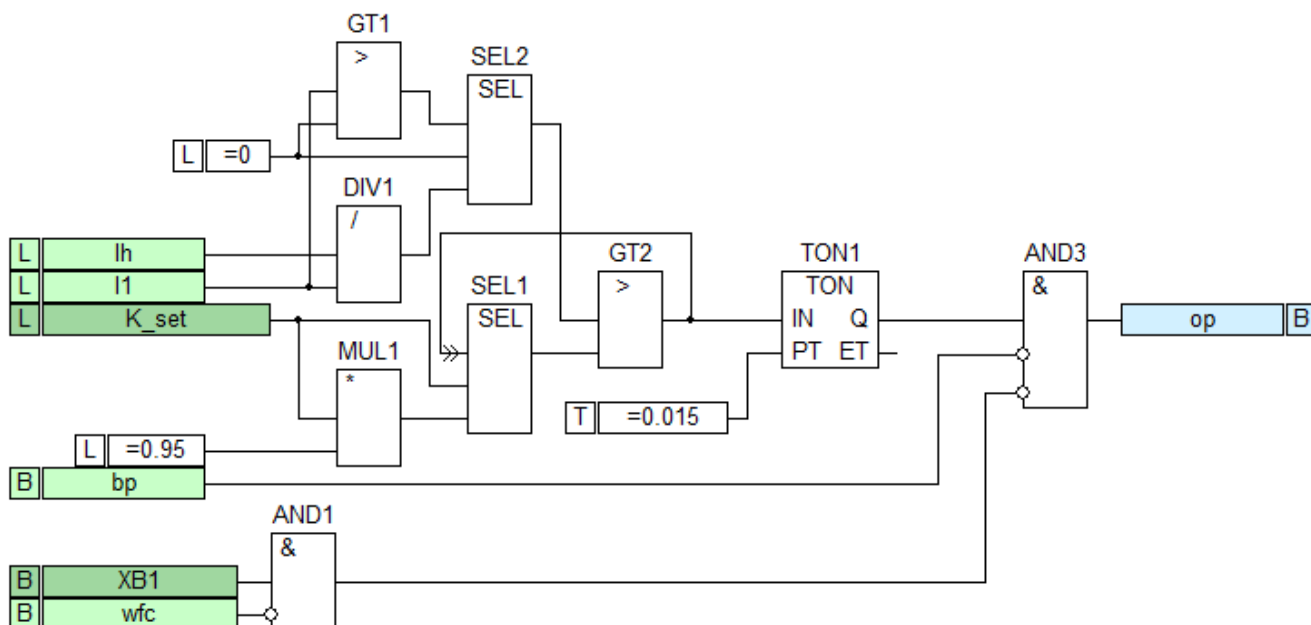 GT1
>
SEL2
SEL
L =0
DIV1
/
L Ih
L I1
L K_set
GT2
>
TON1
TON
IN Q
PT ET
AND3
&
op B
SEL1
SEL
MUL1
*
T =0.015
L =0.95
B bp
AND1
&
B XB1
B wfc